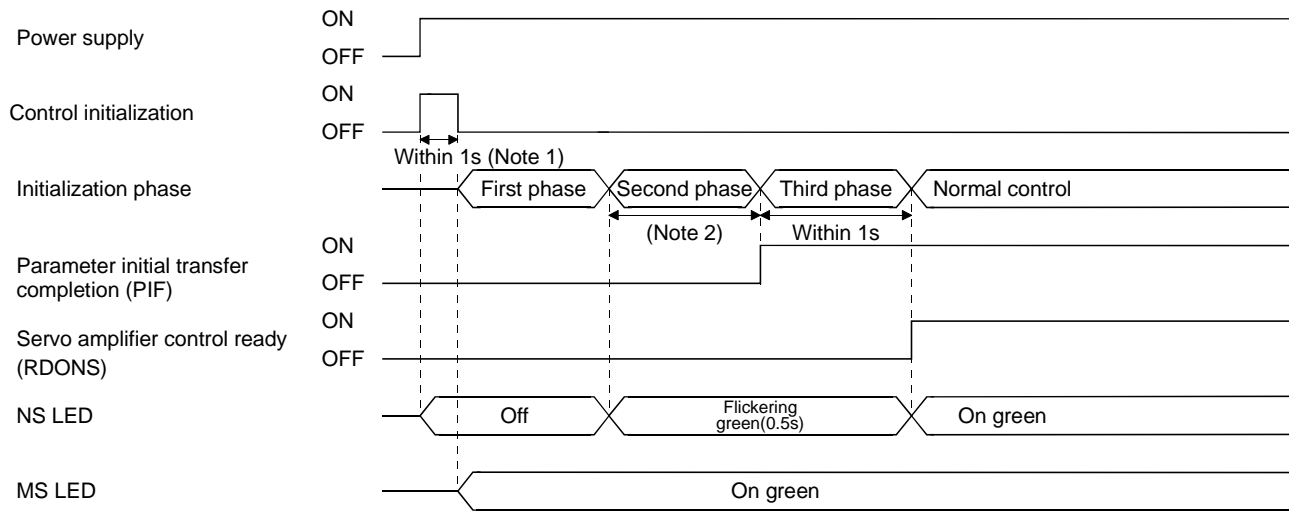 ON
Power supply
OFF
ON
Control initialization
OFF
Within 1s (Note 1)
Initialization phase
First phase
Second phase
Third phase
Normal control
(Note 2)
Within 1s
ON
Parameter initial transfer
completion (PIF)
OFF
ON
Servo amplifier control ready
(RDONS)
OFF
NS LED
Off
Flickering
green(0.5s)
On green
MS LED
On green